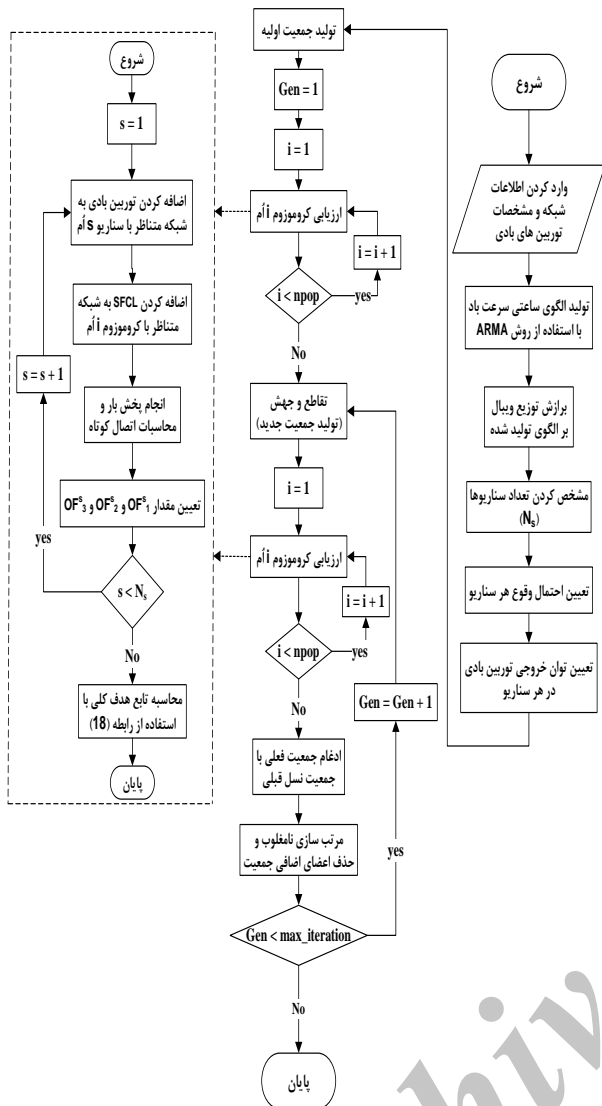 شروع
وارد کردن اطلاعات
شبکه و مشخصات
توربین های بادی
تولید الگوی ساعتی سرعت باد
با استفاده از روش ARMA
برازش توزیع ویبال
بر الگوی تولید شده
مشخص کردن تعداد سناریوها
(Ns)
تعیین احتمال وقوع هر سناریو
تعیین توان خروجی توربین بادی
در هر سناریو
تولید جمعیت اولیه
Gen = 1
i = 1
ارزیابی کروموزوم i اُم
i = i + 1
i < npop
yes
No
تقاطع و جهش
(تولید جمعیت جدید)
i = 1
ارزیابی کروموزوم i اُم
i = i + 1
i < npop
yes
No
Gen = Gen + 1
ادغام جمعیت فعلی با
جمعیت نسل قبلی
مرتب سازی نامغلوب و
حذف اعضای اضافی جمعیت
yes
Gen < max_iteration
No
پایان
شروع
s = 1
اضافه کردن توربین بادی به
شبکه متناظر با سناریو s اُم
اضافه کردن SFCL به شبکه
متناظر با کروموزوم i اُم
s = s + 1
انجام پخش بار و
محاسبات اتصال کوتاه
تعیین مقدار OF^s_1 و OF^s_2 و OF^s_3
yes
s < Ns
No
محاسبه تابع هدف کلی با
استفاده از رابطه (18)
پایان
hiv